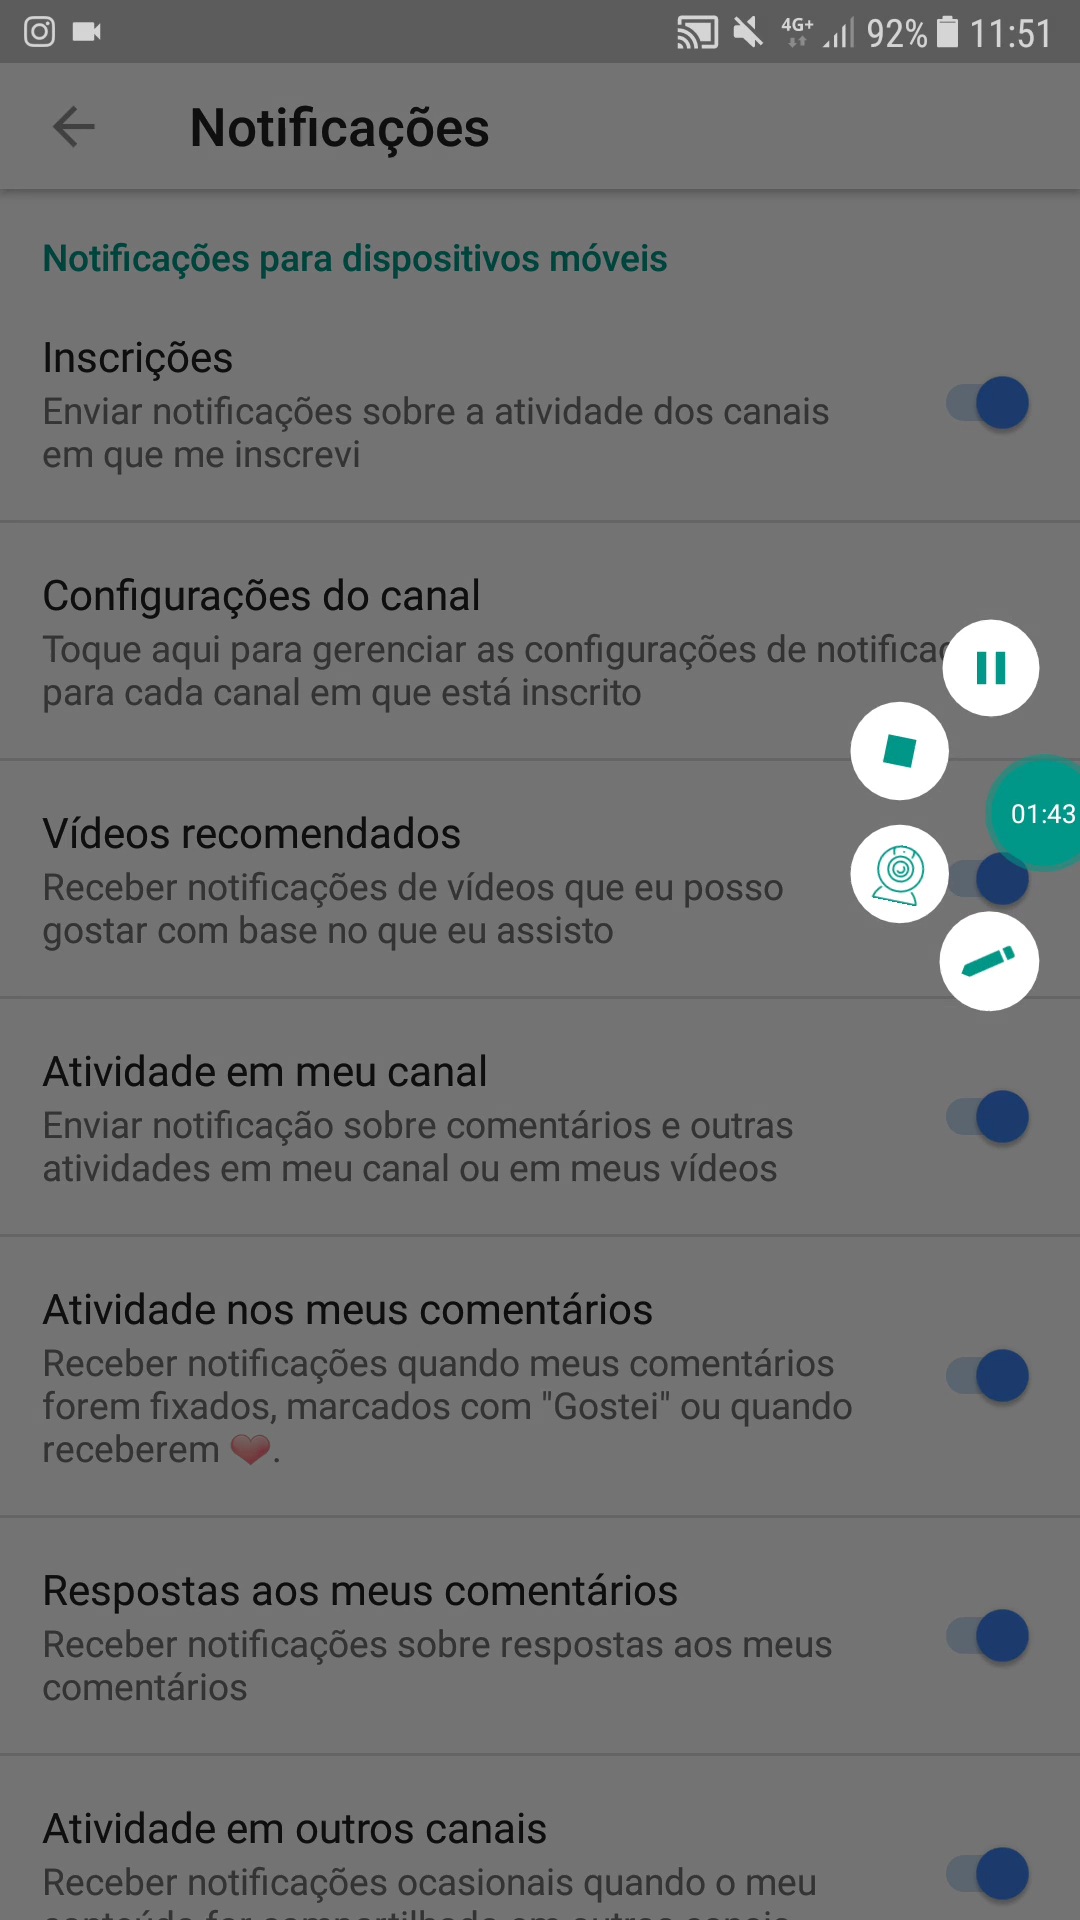 4G+ 92% 11:51
Notificações
Notificações para dispositivos móveis
Inscrições
Enviar notificações sobre a atividade dos canais
em que me inscrevi
Configurações do canal
Toque aqui para gerenciar as configurações de
para cada canal em que está inscrito
01:43
Vídeos recomendados
Receber notificações de vídeos que eu posso
gostar com base no que eu assisto
Atividade em meu canal
Enviar notificação sobre comentários e outras
atividades em meu canal ou em meus vídeos
Atividade nos meus comentários
Receber notificações quando meus comentários
forem fixados, marcados com "Gostei" ou quando
receberem ❤.
Respostas aos meus comentários
Receber notificações sobre respostas aos meus
comentários
Atividade em outros canais
Receber notificações ocasionais quando o meu